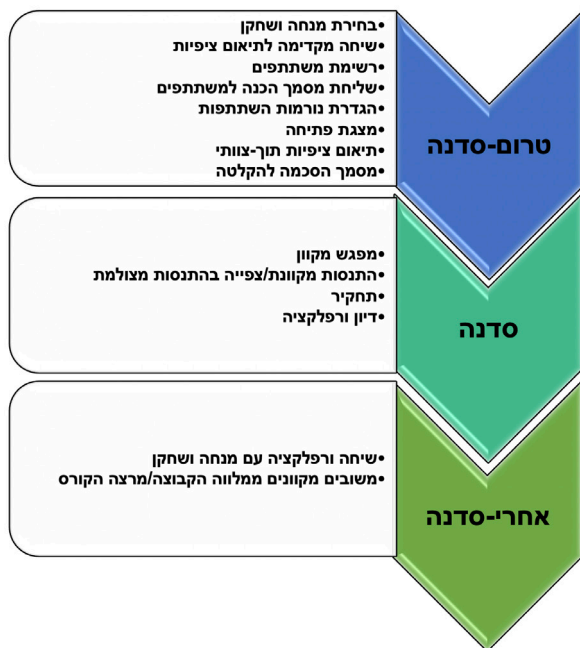 טרום-סדנה
•בחירת מנחה ושחקן
•שיחה מקדימה לתיאום ציפיות
•רשימת משתתפים
•שליחת מסמך הכנה למשתתפים
•הגדרת נורמות השתתפות
•מצגת פתיחה
•תיאום ציפיות תוך-צוותי
•מסמך הסכמה להקלטה
סדנה
•מפגש מקוון
•התנסות מקוונת/צפייה בהתנסות מצולמת
•תחקיר
•דיון ורפלקציה
אחרי-סדנה
•שיחה ורפלקציה עם מנחה ושחקן
•משובים מקוונים ממלווה הקבוצה/מרצה הקורס